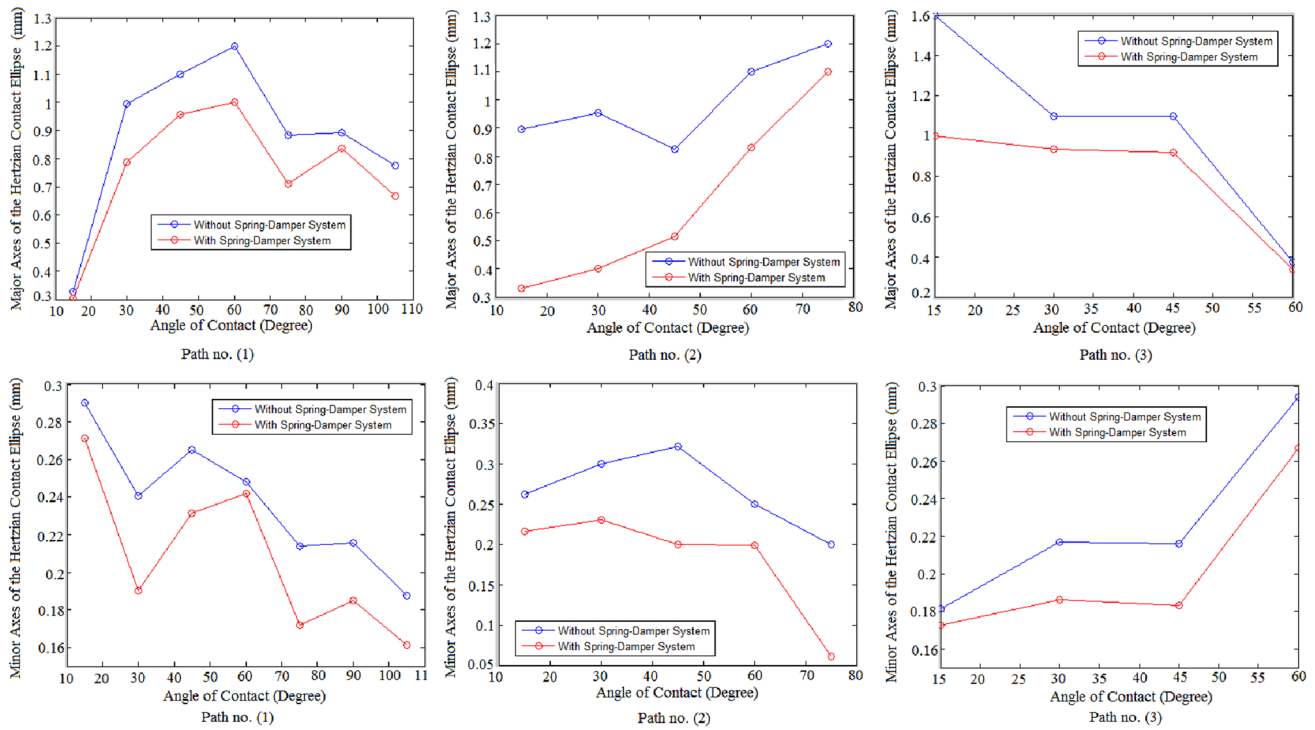 Major Axes of the Hertzian Contact Ellipse (mm)
1.3
1.2
1.1
1
0.9
0.8
0.7
0.6
0.5
0.4
0.3
Without Spring-Damper System
With Spring-Damper System
10 20 30 40 50 60 70 80 90 100 110
Angle of Contact (Degree)
Path no. (1)
Major Axes of the Hertzian Contact Ellipse (mm)
1.3
1.2
1.1
1
0.9
0.8
0.7
0.6
0.5
0.4
0.3
Without Spring-Damper System
With Spring-Damper System
10 20 30 40 50 60 70 80
Angle of Contact (Degree)
Path no. (2)
Major Axes of the Hertzian Contact Ellipse (mm)
1.6
1.4
1.2
1
0.8
0.6
0.4
0.2
Without Spring-Damper System
With Spring-Damper System
15 20 25 30 35 40 45 50 55 60
Angle of Contact (Degree)
Path no. (3)
Minor Axes of the Hertzian Contact Ellipse (mm)
0.3
0.28
0.26
0.24
0.22
0.2
0.18
0.16
Without Spring-Damper System
With Spring-Damper System
10 20 30 40 50 60 70 80 90 100 11
Angle of Contact (Degree)
Path no. (1)
Minor Axes of the Hertzian Contact Ellipse (mm)
0.4
0.35
0.3
0.25
0.2
0.15
0.1
0.05
Without Spring-Damper System
With Spring-Damper System
10 20 30 40 50 60 70 80
Angle of Contact (Degree)
Path no. (2)
Minor Axes of the Hertzian Contact Ellipse (mm)
0.3
0.28
0.26
0.24
0.22
0.2
0.18
0.16
Without Spring-Damper System
With Spring-Damper System
15 20 25 30 35 40 45 50 55 60
Angle of Contact (Degree)
Path no. (3)